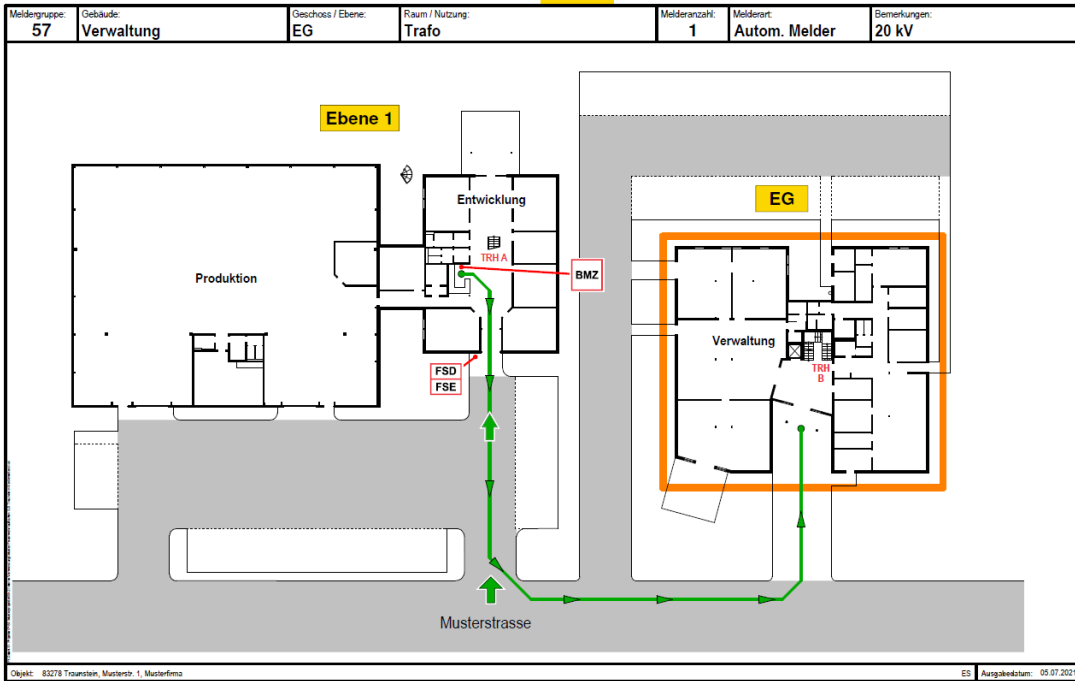 Meldergruppe:
57
Gebäude:
Verwaltung
Geschoss / Ebene:
EG
Raum / Nutzung:
Trafo
Melderanzahl:
1
Melderart:
Autom. Melder
Bemerkungen:
20 kV
Ebene 1
Entwicklung
EG
TRH A
Produktion
BMZ
Verwaltung
FSD
FSE
TRH
B
Musterstrasse
Objekt: 83278 Traunstein, Musterstr. 1, Musterfirma
ES
Ausgabedatum: 05.07.2021